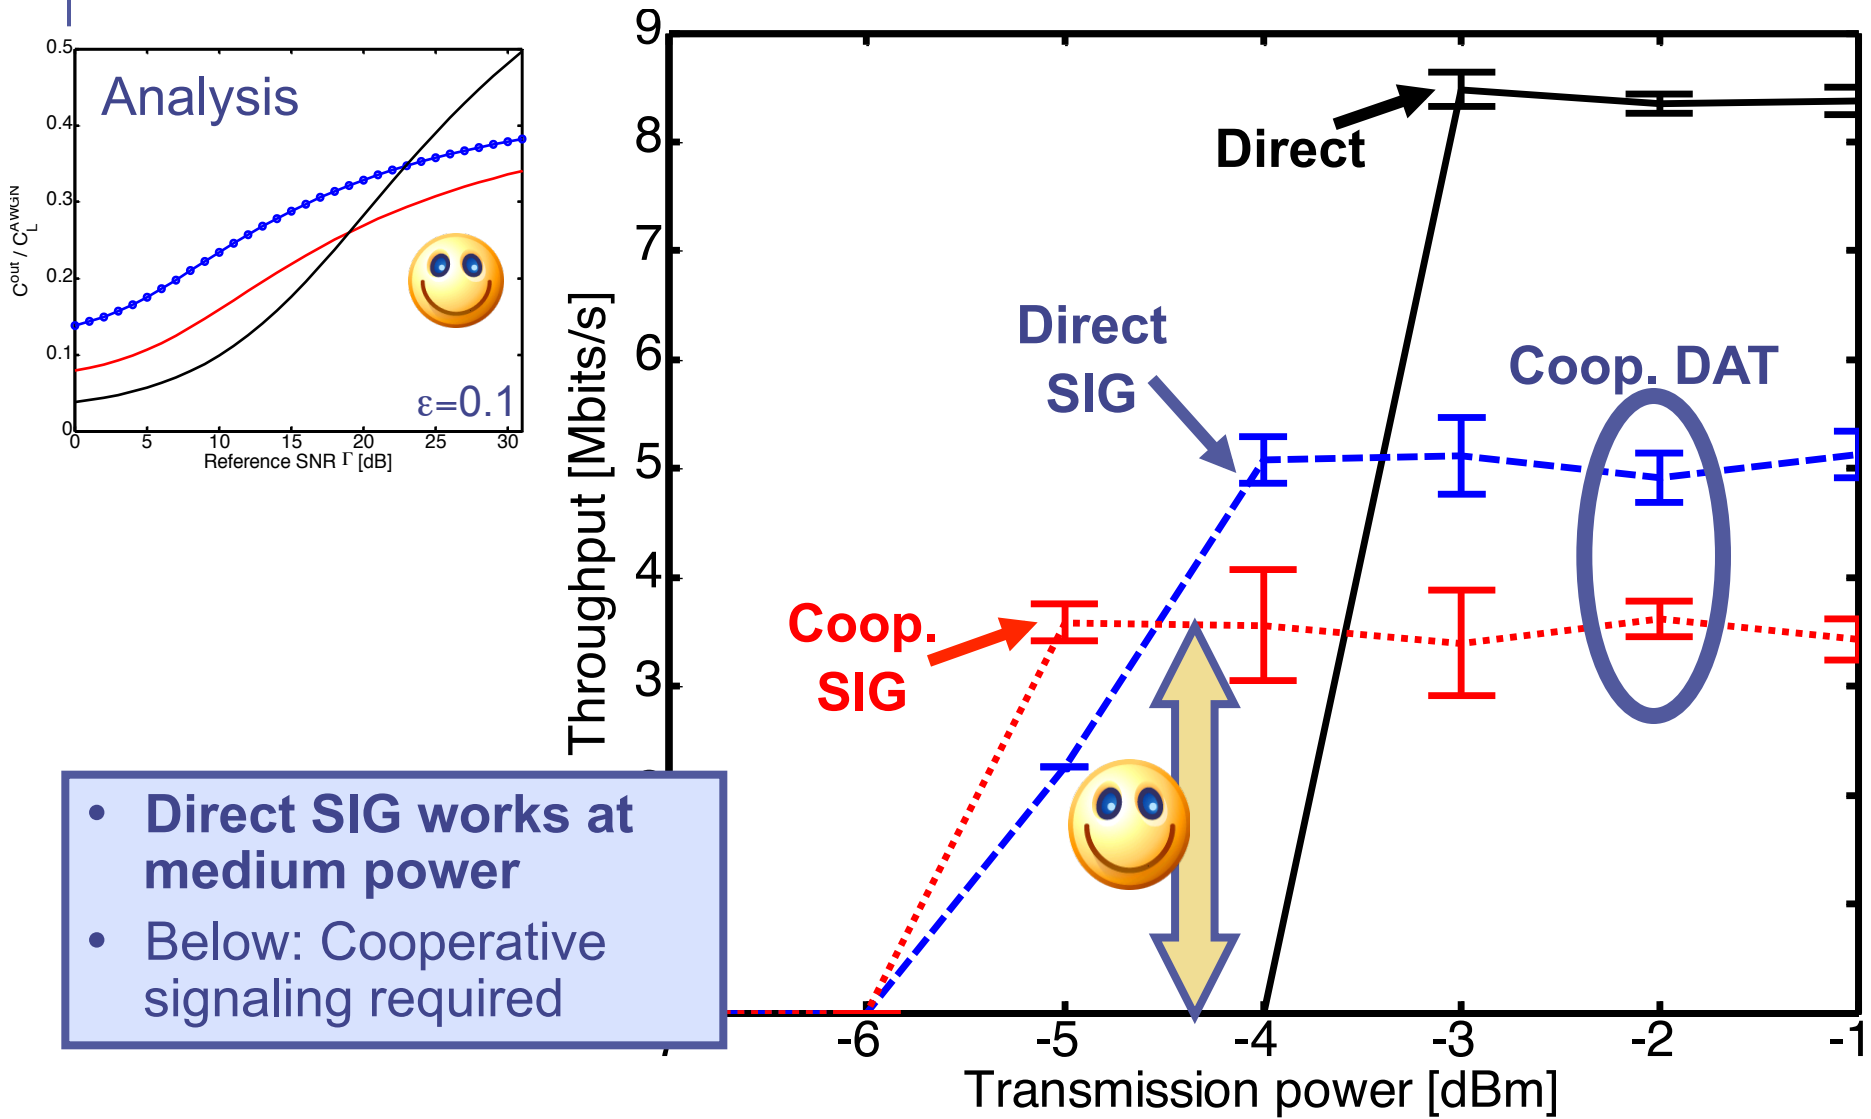 0.5
0.4
0.3
0.2
0.1
0
0 5 10 15 20 25 30
C^out / C_L^AWGN
Reference SNR Γ [dB]
Analysis
ε=0.1
9
8
7
6
5
4
3
Throughput [Mbits/s]
Direct
Direct
SIG
Coop. DAT
Coop.
SIG
• Direct SIG works at
medium power
• Below: Cooperative
signaling required
-6 -5 -4 -3 -2 -1
Transmission power [dBm]